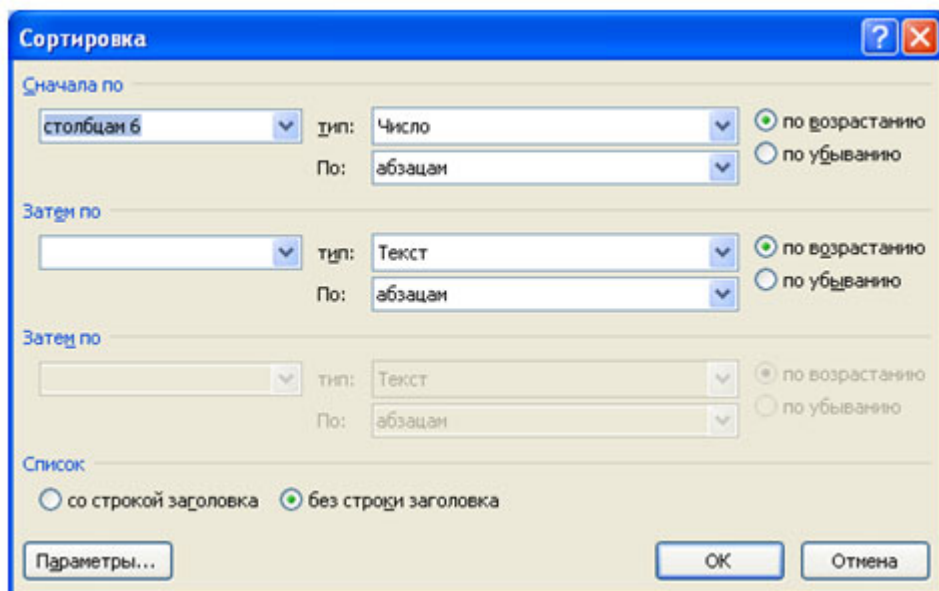 Сортировка
Сначала по
столбцам 6 тип: Число по возрастанию
По: абзацам по убыванию
Затем по
тип: Текст по возрастанию
По: абзацам по убыванию
Затем по
тип: Текст по возрастанию
По: абзацам по убыванию
Список
со строкой заголовка без строки заголовка
Параметры... ОК Отмена